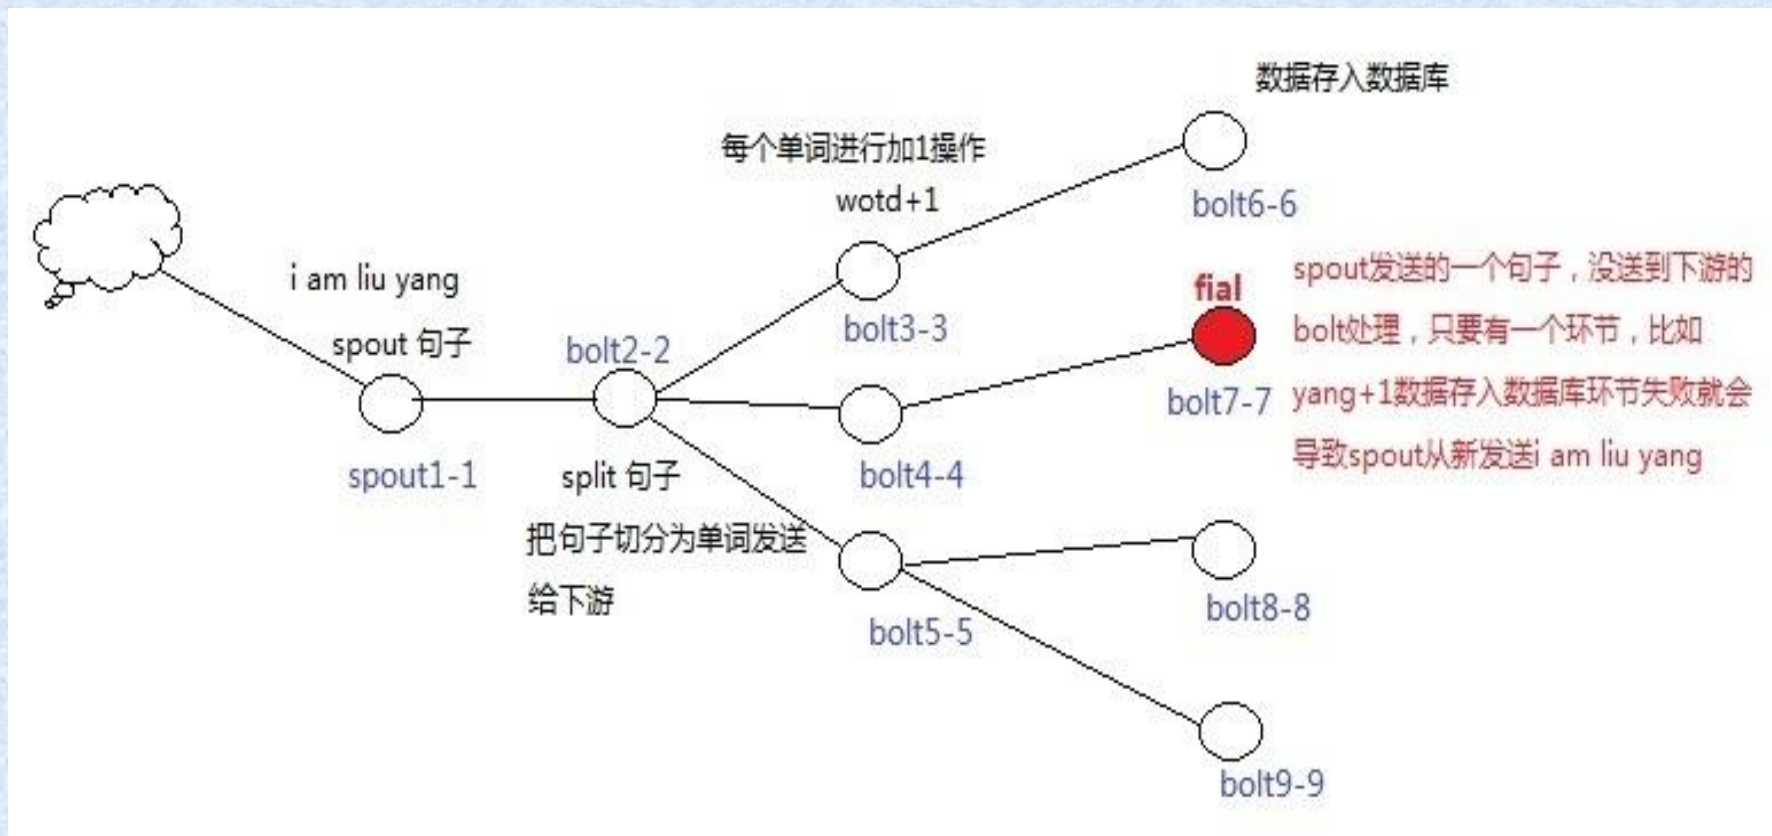 数据存入数据库
每个单词进行加1操作
wotd+1
bolt6-6
i am liu yang
spout 句子
bolt2-2
bolt3-3
fial
spout发送的一个句子，没送到下游的
bolt处理，只要有一个环节，比如
yang+1数据存入数据库环节失败就会
导致spout从新发送i am liu yang
bolt7-7
spout1-1
split 句子
把句子切分为单词发送
给下游
bolt4-4
bolt5-5
bolt8-8
bolt9-9